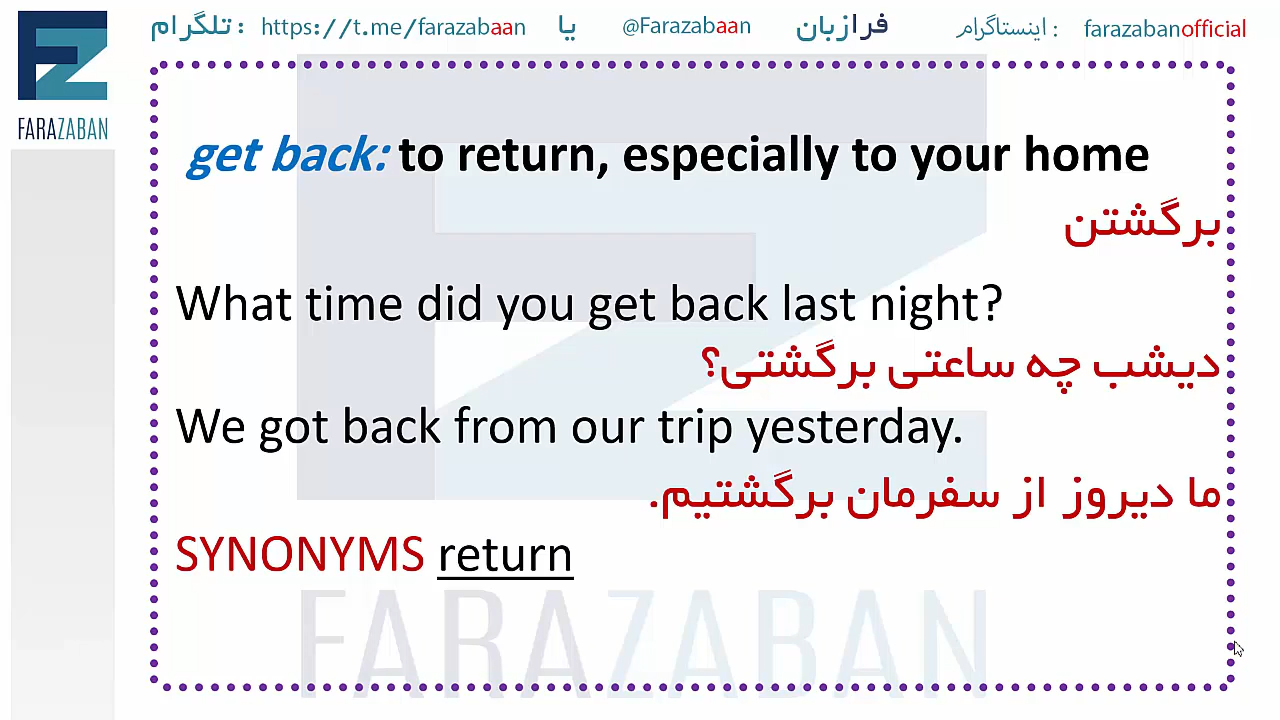 تلگرام : https://t.me/farazabaan یا @Farazabaan فرازبان اینستاگرام : farazabanofficial
FARAZABAN
get back: to return, especially to your home
برگشتن
What time did you get back last night?
دیشب چه ساعتی برگشتی؟
We got back from our trip yesterday.
ما دیروز از سفرمان برگشتیم.
SYNONYMS return
FARAZABAN